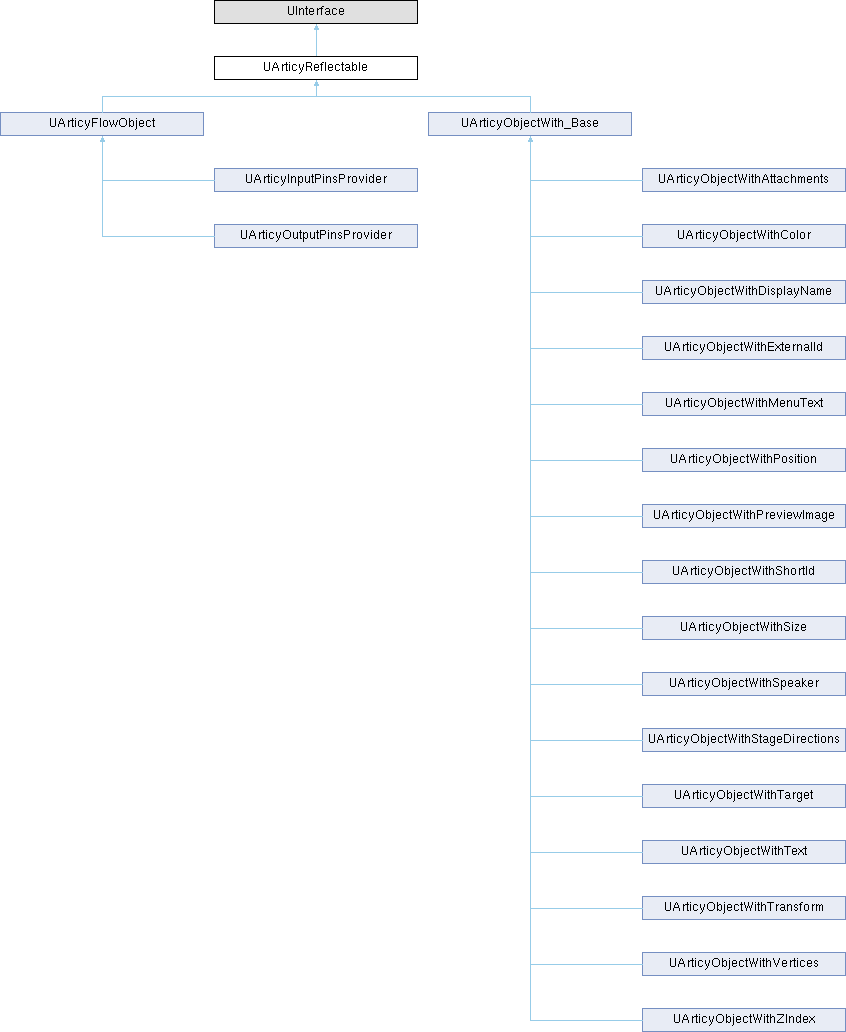 UInterface
UArticyReflectable
UArticyFlowObject
UArticyObjectWith_Base
UArticyInputPinsProvider
UArticyObjectWithAttachments
UArticyOutputPinsProvider
UArticyObjectWithColor
UArticyObjectWithDisplayName
UArticyObjectWithExternalId
UArticyObjectWithMenuText
UArticyObjectWithPosition
UArticyObjectWithPreviewImage
UArticyObjectWithShortId
UArticyObjectWithSize
UArticyObjectWithSpeaker
UArticyObjectWithStageDirections
UArticyObjectWithTarget
UArticyObjectWithText
UArticyObjectWithTransform
UArticyObjectWithVertices
UArticyObjectWithZIndex